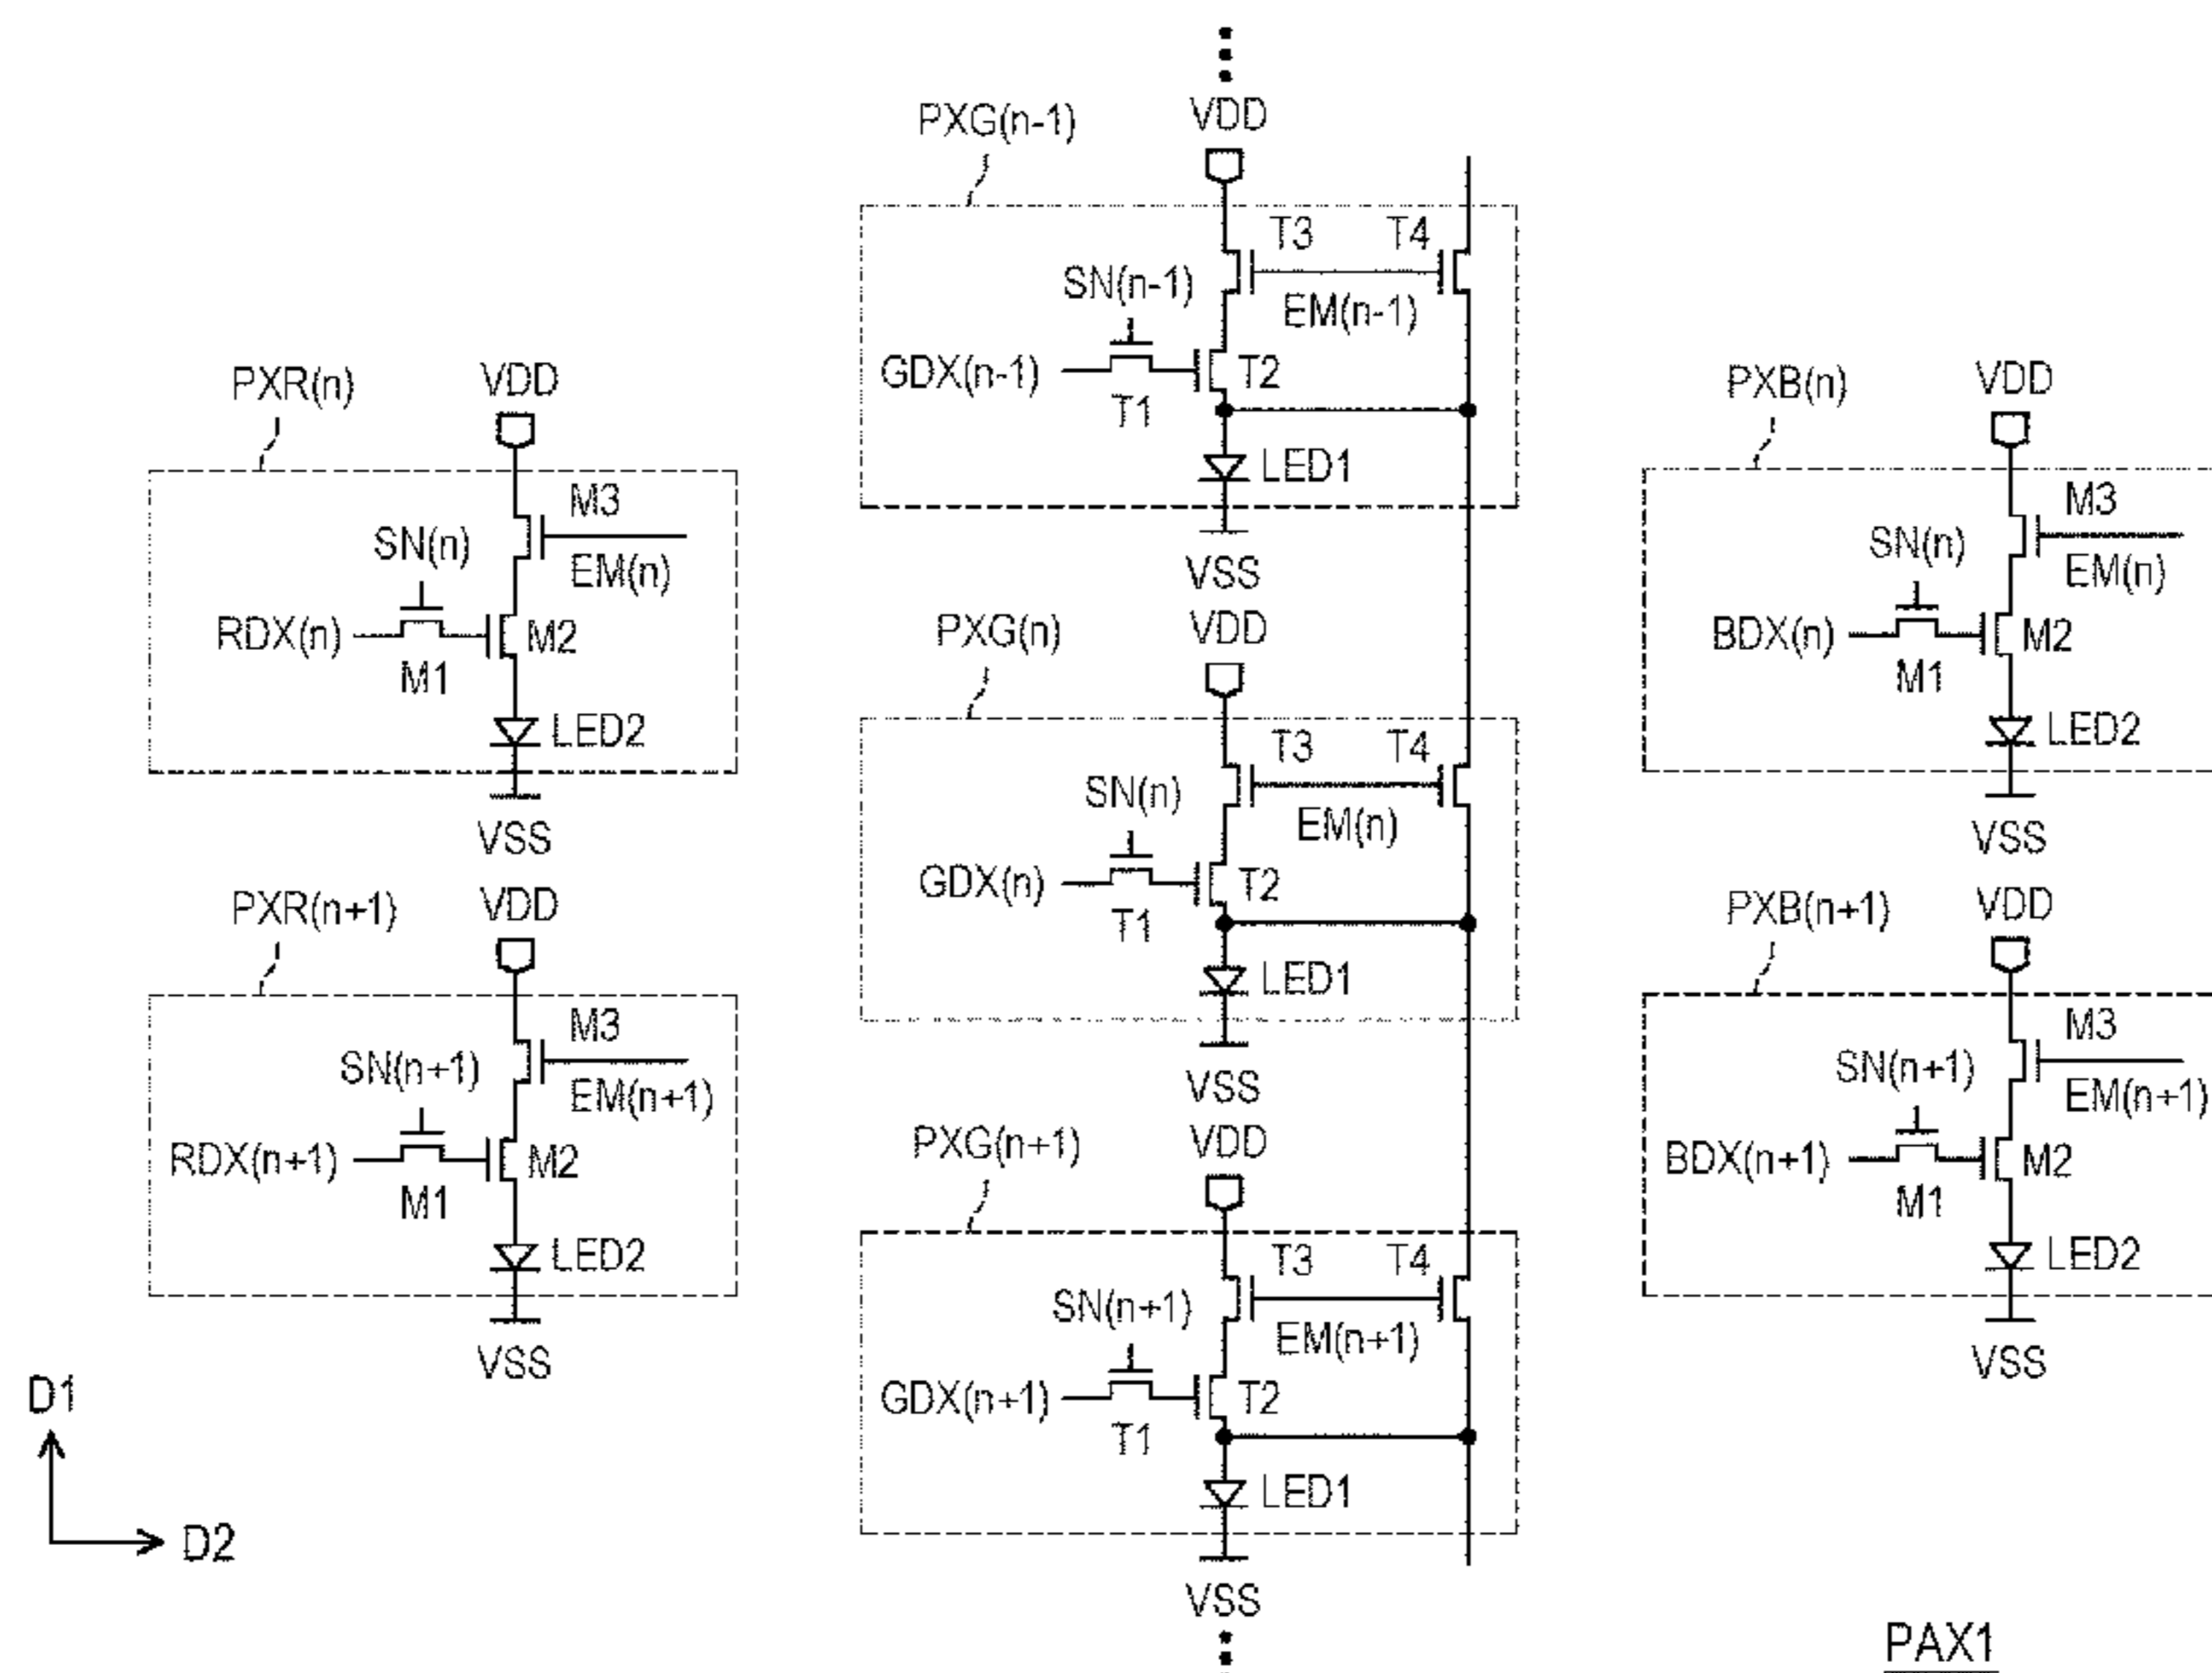 PXG(n-1)
VDD
T3
T4
SN(n-1)
EM(n-1)
GDX(n-1)
T1
T2
LED1
VSS
PXR(n)
VDD
M3
SN(n)
EM(n)
RDX(n)
M1
M2
LED2
VSS
PXG(n)
VDD
T3
T4
SN(n)
EM(n)
GDX(n)
T1
T2
LED1
VSS
PXB(n)
VDD
M3
SN(n)
EM(n)
BDX(n)
M1
M2
LED2
VSS
PXR(n+1)
VDD
M3
SN(n+1)
EM(n+1)
RDX(n+1)
M1
M2
LED2
VSS
PXG(n+1)
VDD
T3
T4
SN(n+1)
EM(n+1)
GDX(n+1)
T1
T2
LED1
VSS
PXB(n+1)
VDD
M3
SN(n+1)
EM(n+1)
BDX(n+1)
M1
M2
LED2
VSS
D1
D2
PAX1